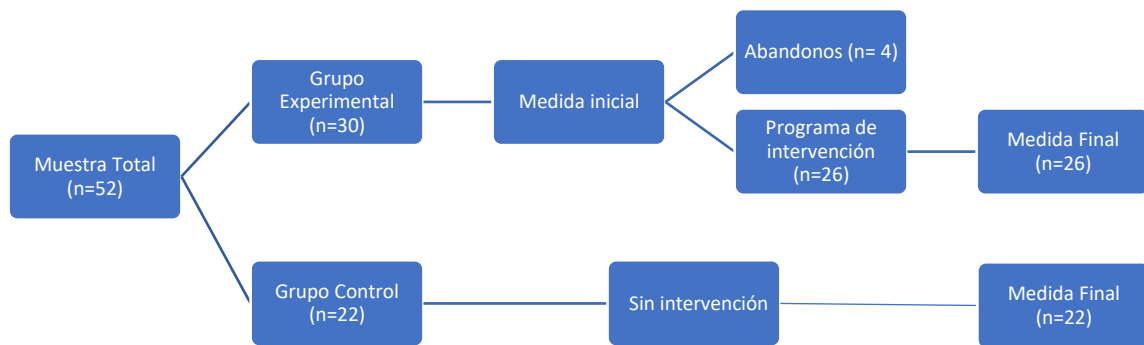 Muestra Total
(n=52)
Grupo
Experimental
(n=30)
Medida inicial
Abandonos (n= 4)
Programa de
intervención
(n=26)
Medida Final
(n=26)
Grupo Control
(n=22)
Sin intervención
Medida Final
(n=22)